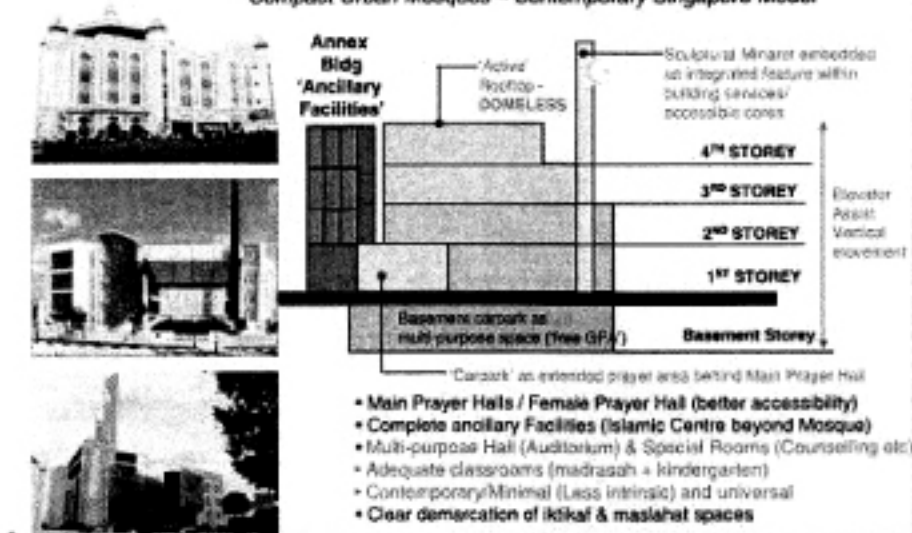 Compact Urban Mosques – Contemporary Singapore Model
Annex
Bldg
'Ancillary
Facilities'
'Active'
Rooftop -
DOMELESS
Sculptural Minaret embedded
as integrated feature within
building services/
accessible cores
4TH STOREY
3RD STOREY
2ND STOREY
1ST STOREY
Elevator
Assist
Vertical
movement
Basement carpark as
multi-purpose space ('free GFA')
Basement Storey
'Carpark' as extended prayer area behind Main Prayer Hall
• Main Prayer Halls / Female Prayer Hall (better accessibility)
• Complete ancillary Facilities (Islamic Centre beyond Mosque)
• Multi-purpose Hall (Auditorium) & Special Rooms (Counselling etc)
• Adequate classrooms (madrasah + kindergarten)
• Contemporary/Minimal (Less intrinsic) and universal
• Clear demarcation of iktikaf & maslahat spaces